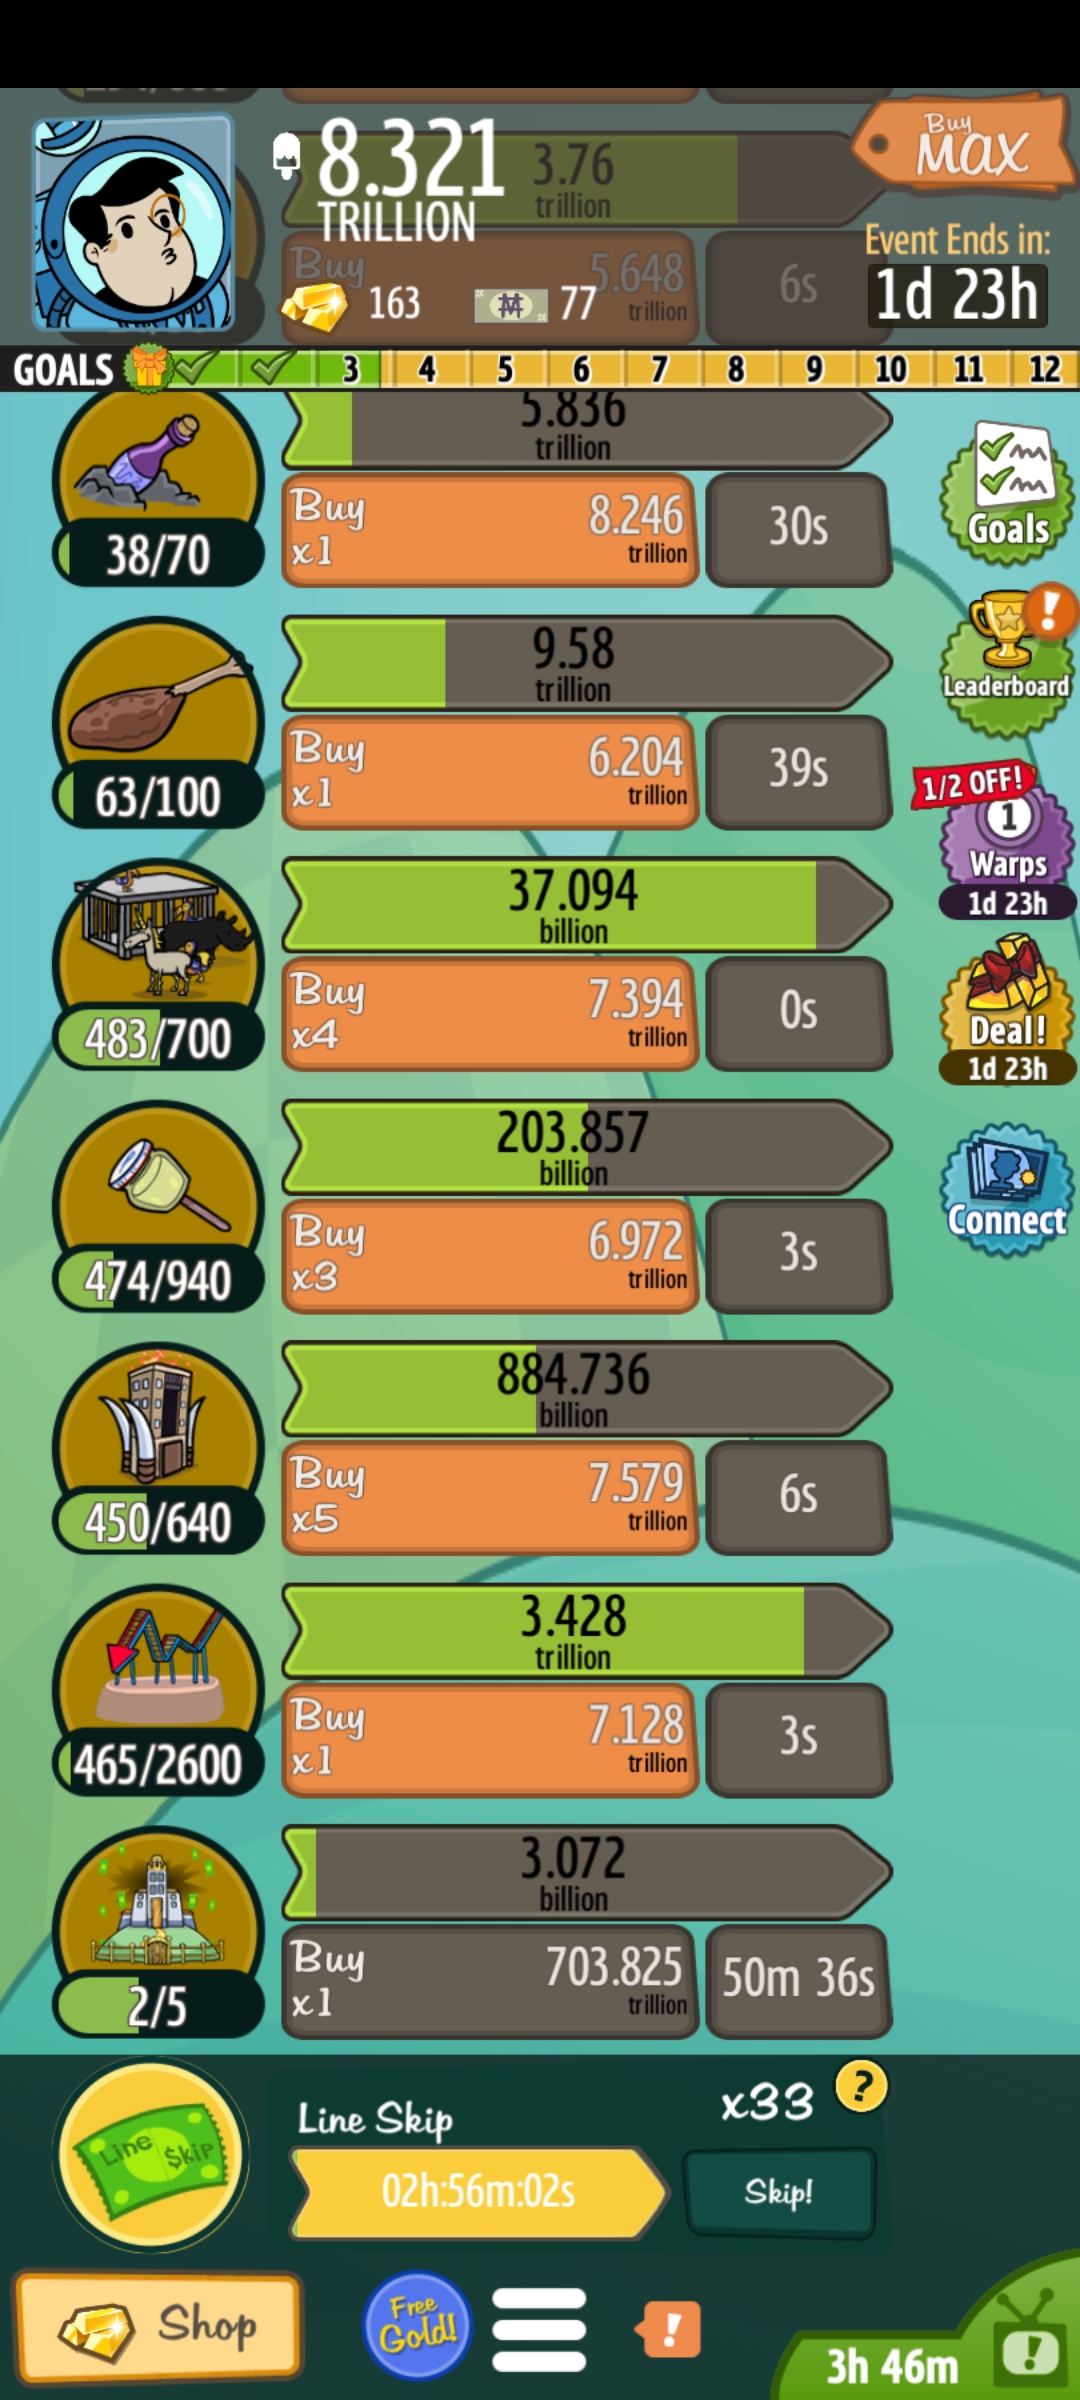 8.321
TRILLION
3.76
trillion
Buy
MAX
Buy
5.648
trillion
6s
163
77
Event Ends in:
1d 23h
GOALS 3 4 5 6 7 8 9 10 11 12
5.836
trillion
38/70
Buy
x1
8.246
trillion
30s
Goals
9.58
trillion
63/100
Buy
x1
6.204
trillion
39s
!
Leaderboard
1/2 OFF!
1
Warps
1d 23h
37.094
billion
483/700
Buy
x4
7.394
trillion
0s
Deal!
1d 23h
203.857
billion
474/940
Buy
x3
6.972
trillion
3s
Connect
884.736
billion
450/640
Buy
x5
7.579
trillion
6s
3.428
trillion
465/2600
Buy
x1
7.128
trillion
3s
3.072
billion
2/5
Buy
x1
703.825
trillion
50m 36s
Line $kip
Line Skip
x33
?
02h:56m:02s
Skip!
Shop
Free
Gold!
!
3h 46m
!